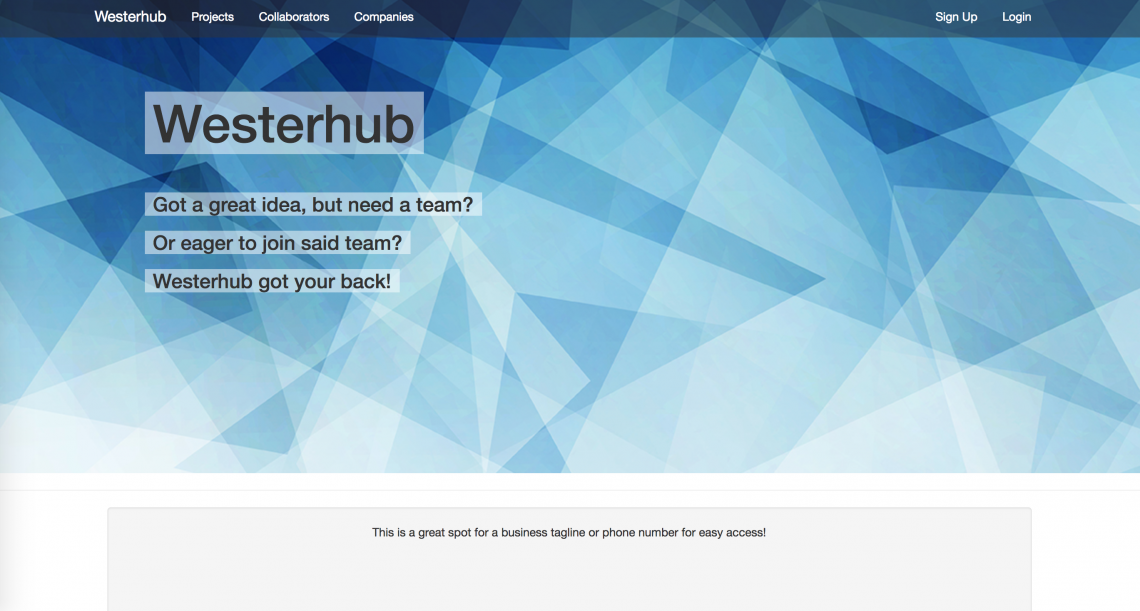 Westerhub Projects Collaborators Companies Sign Up Login
Westerhub
Got a great idea, but need a team?
Or eager to join said team?
Westerhub got your back!
This is a great spot for a business tagline or phone number for easy access!